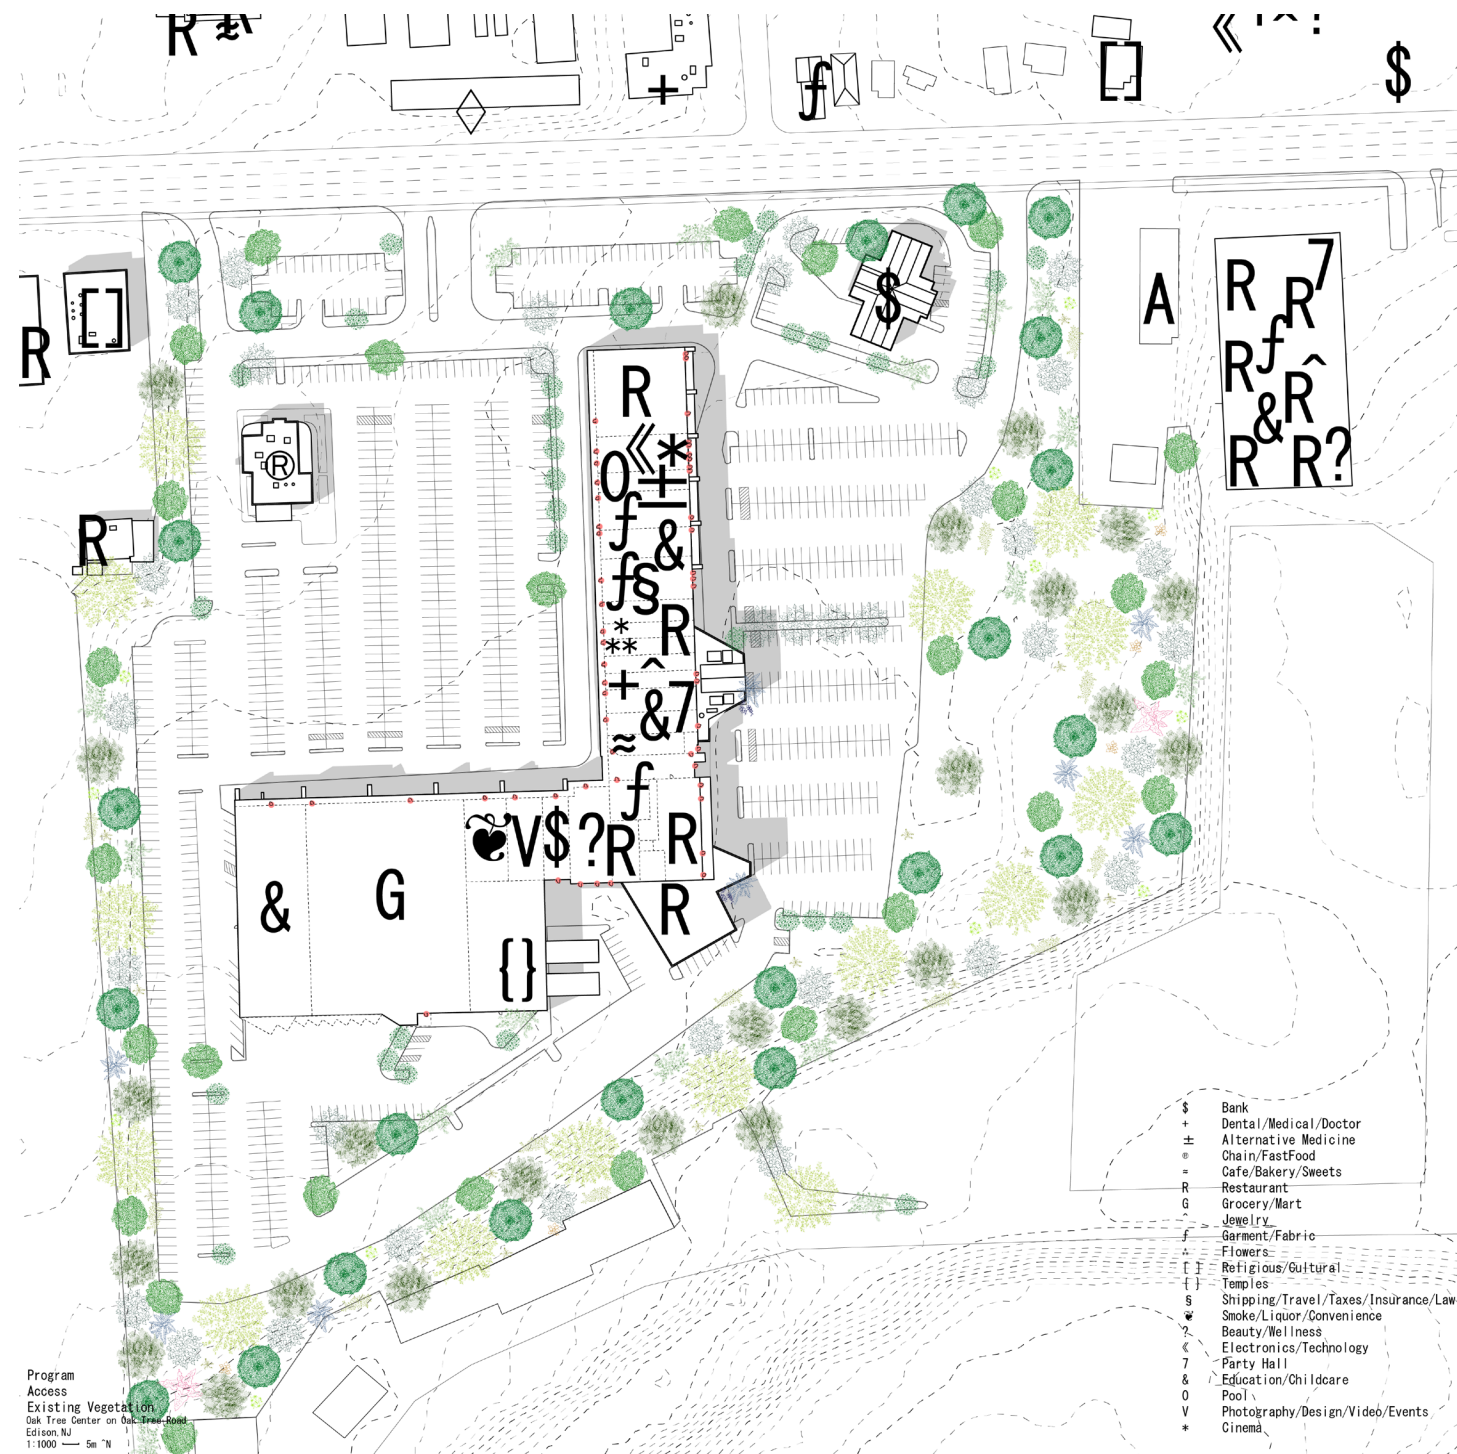 R ≈ R
《 ^ ?
$
+
ƒ
[ ]
[ ]
R
$
A
R 7
R
ƒ
R ^
R
&
R R?
R
《 *
O ±
ƒ
&
ƒ §
R
*
**
^
+
& 7
≈
ƒ
®
R
❦ V $ ? R R
& G
R
{ }
$ Bank
+ Dental/Medical/Doctor
± Alternative Medicine
® Chain/FastFood
≈ Cafe/Bakery/Sweets
R Restaurant
G Grocery/Mart
^ Jewelry
ƒ Garment/Fabric
⁂ Flowers
[ ] Religious/Cultural
{ } Temples
§ Shipping/Travel/Taxes/Insurance/Law
❦ Smoke/Liquor/Convenience
? Beauty/Wellness
《 Electronics/Technology
7 Party Hall
& Education/Childcare
O Pool
V Photography/Design/Video/Events
* Cinema
Program
Access
Existing Vegetation
Oak Tree Center on Oak Tree Road
Edison,NJ
1:1000 5m ^N